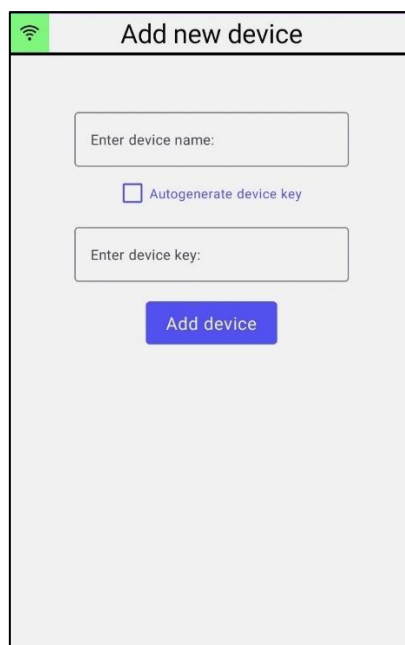 Add new device
Enter device name:
Autogenerate device key
Enter device key:
Add device